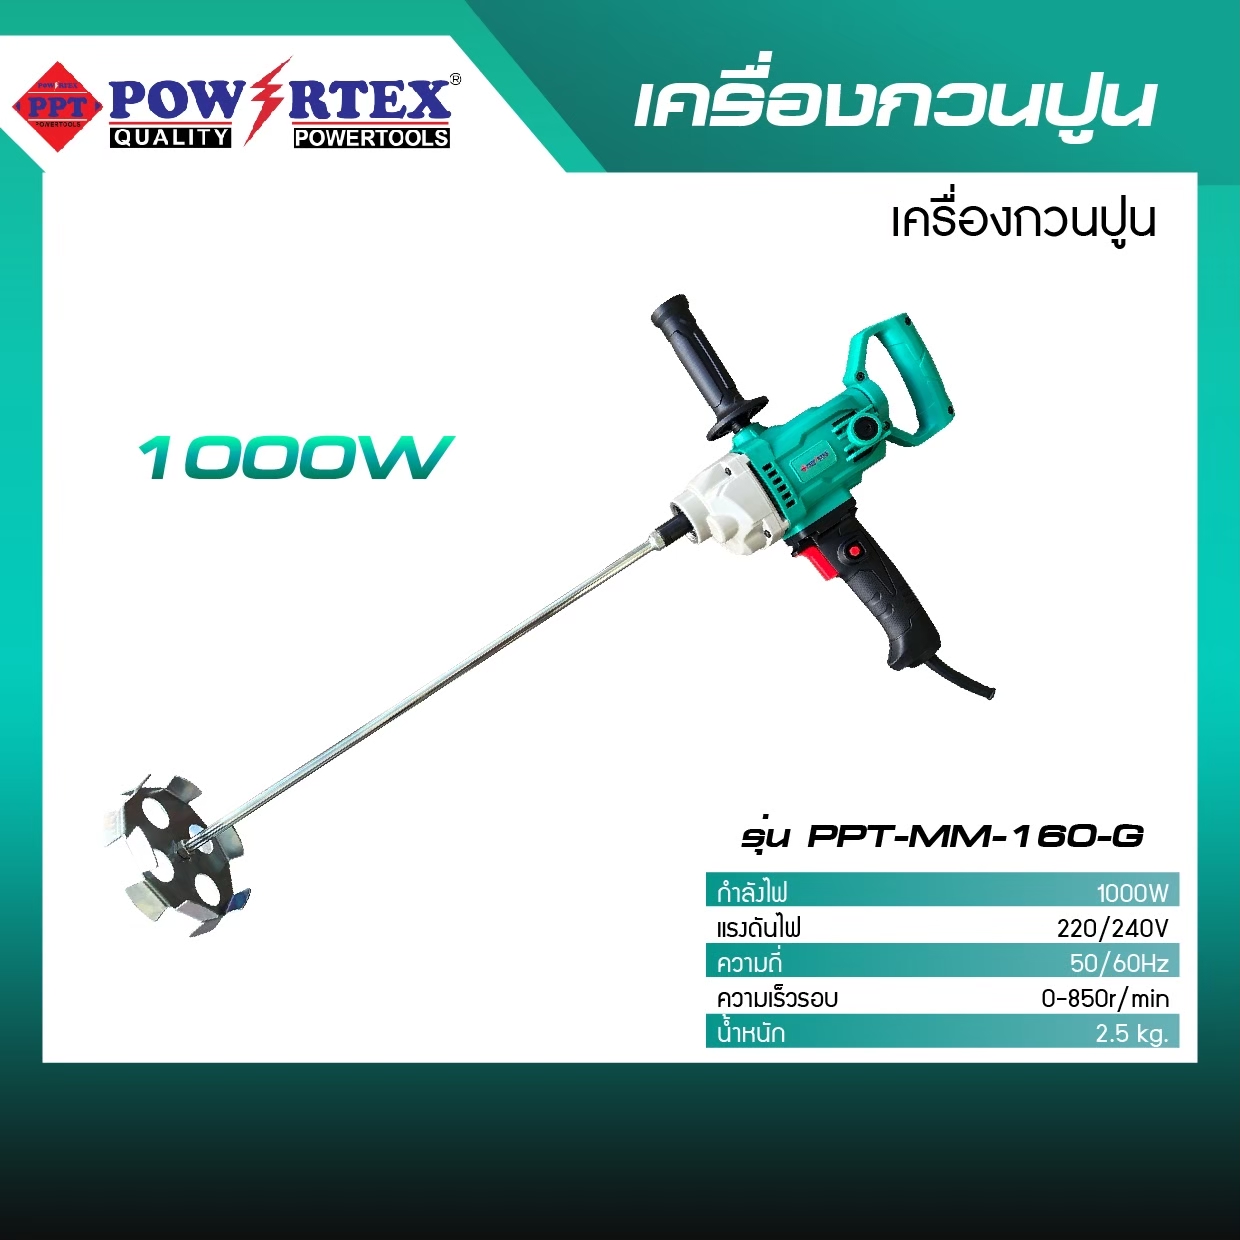 POWERTEX
PPT
POWERTOOLS
POWERTEX®
QUALITY POWERTOOLS
เครื่องกวนปูน
เครื่องกวนปูน
1000W
POWERTEX
รุ่น PPT-MM-160-G
กำลังไฟ 1000W
แรงดันไฟ 220/240V
ความถี่ 50/60Hz
ความเร็วรอบ 0-850r/min
น้ำหนัก 2.5 kg.